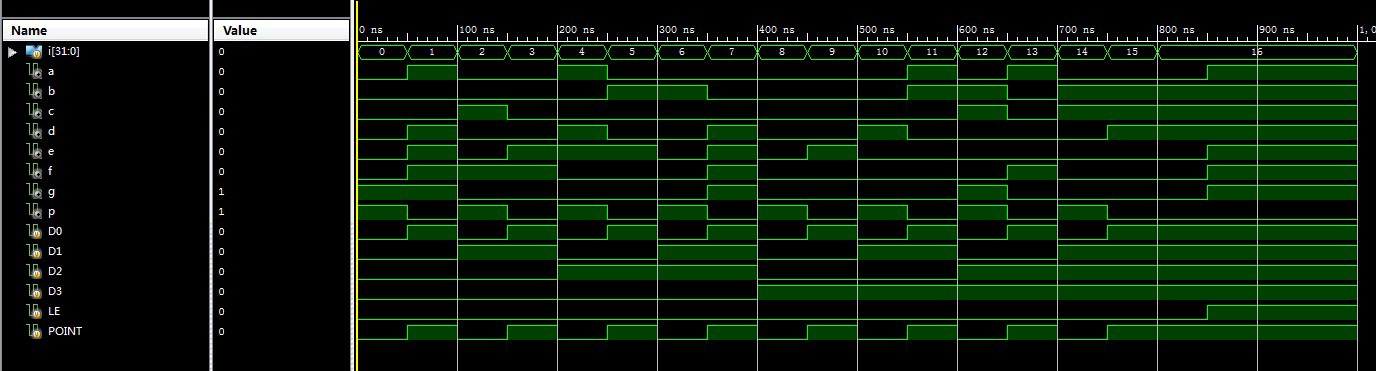 Name Value
0 ns 100 ns 200 ns 300 ns 400 ns 500 ns 600 ns 700 ns 800 ns 900 ns 1,0
i[31:0] 0 0 1 2 3 4 5 6 7 8 9 10 11 12 13 14 15 16
a 0
b 0
c 0
d 0
e 0
f 0
g 1
p 1
D0 0
D1 0
D2 0
D3 0
LE 0
POINT 0